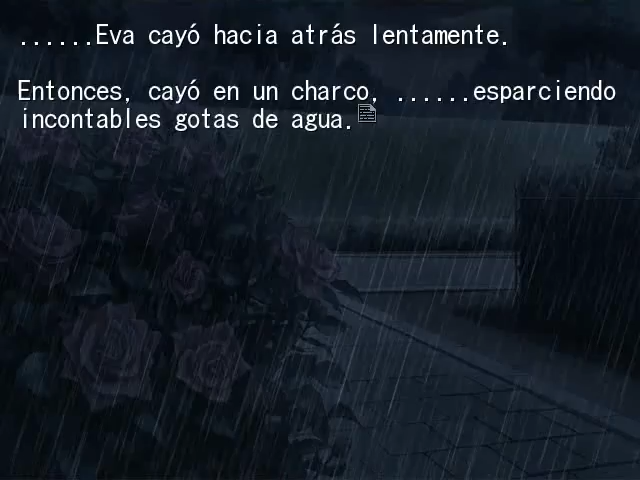 ......Eva cayó hacia atrás lentamente.
Entonces, cayó en un charco, ......esparciendo
incontables gotas de agua.